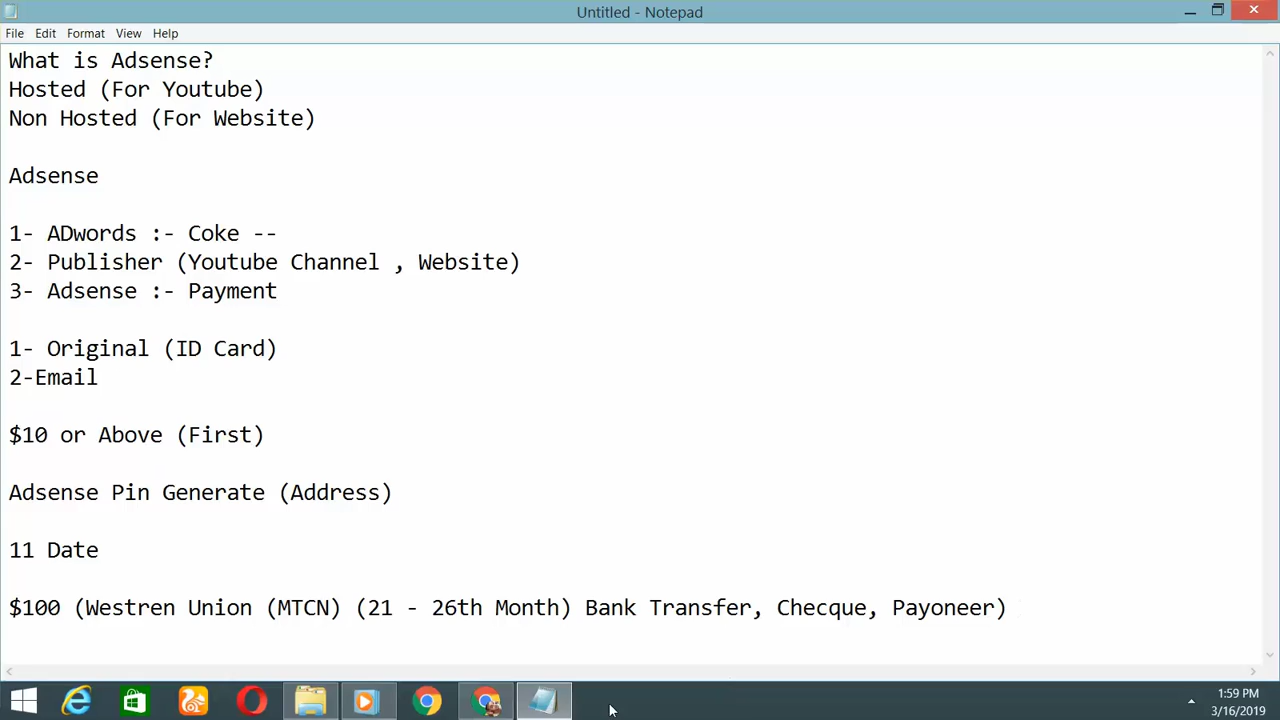 Untitled - Notepad
File Edit Format View Help
What is Adsense?
Hosted (For Youtube)
Non Hosted (For Website)
Adsense
1- ADwords :- Coke --
2- Publisher (Youtube Channel , Website)
3- Adsense :- Payment
1- Original (ID Card)
2-Email
$10 or Above (First)
Adsense Pin Generate (Address)
11 Date
$100 (Westren Union (MTCN) (21 - 26th Month) Bank Transfer, Checque, Payoneer)
1:59 PM
3/16/2019